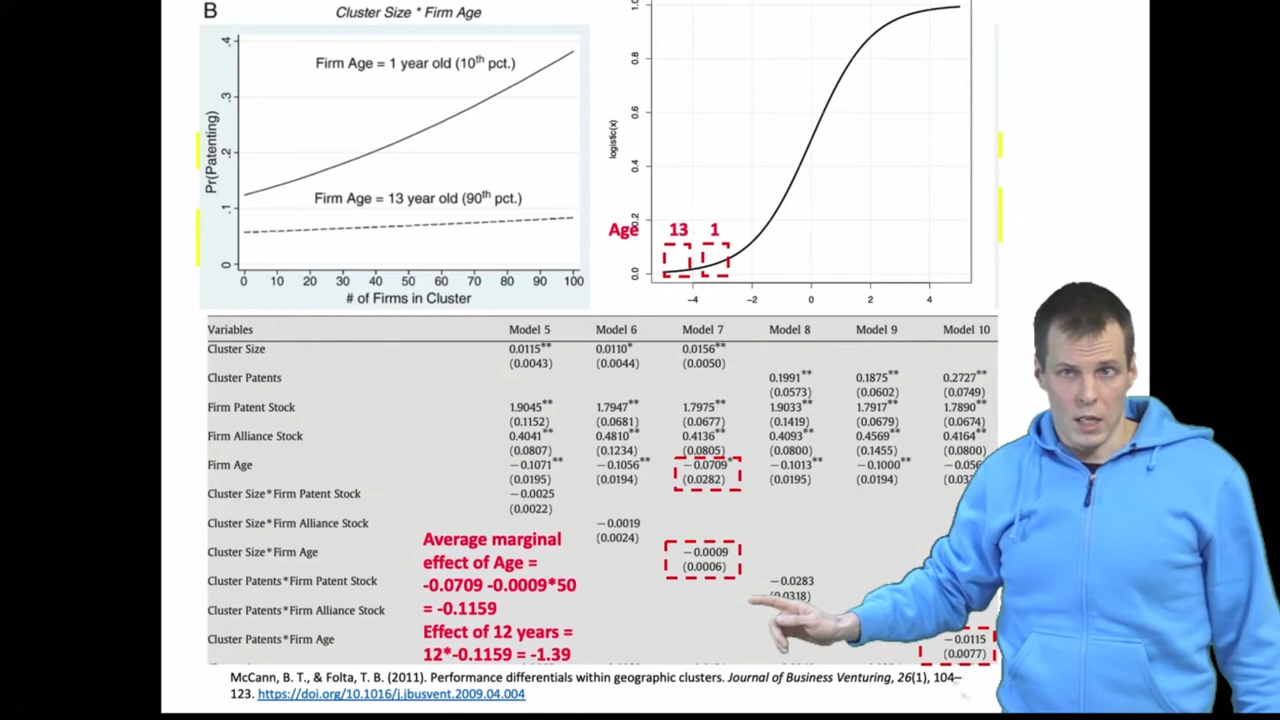 B
Cluster Size * Firm Age
.4
.3
.2
.1
0
Pr(Patenting)
Firm Age = 1 year old (10th pct.)
Firm Age = 13 year old (90th pct.)
0 10 20 30 40 50 60 70 80 90 100
# of Firms in Cluster
1.0
0.8
0.6
0.4
0.2
0.0
logistic(x)
Age 13 1
−4 −2 0 2 4
Variables Model 5 Model 6 Model 7 Model 8 Model 9 Model 10
Cluster Size 0.0115** 0.0110* 0.0156**
(0.0043) (0.0044) (0.0050)
Cluster Patents 0.1991** 0.1875** 0.2727**
(0.0573) (0.0602) (0.0749)
Firm Patent Stock 1.9045** 1.7947** 1.7975** 1.9033** 1.7917** 1.7890**
(0.1152) (0.0681) (0.0677) (0.1419) (0.0679) (0.0674)
Firm Alliance Stock 0.4041** 0.4810** 0.4136** 0.4093** 0.4569** 0.4164**
(0.0807) (0.1234) (0.0805) (0.0800) (0.1455) (0.0800)
Firm Age −0.1071** −0.1056** −0.0709* −0.1013** −0.1000** −0.056
(0.0195) (0.0194) (0.0282) (0.0195) (0.0194)
Cluster Size*Firm Patent Stock −0.0025
(0.0022)
Cluster Size*Firm Alliance Stock −0.0019
(0.0024)
Cluster Size*Firm Age −0.0009
(0.0006)
Cluster Patents*Firm Patent Stock −0.0283
(0.0318)
Cluster Patents*Firm Alliance Stock
Cluster Patents*Firm Age −0.0115
(0.0077)
Average marginal
effect of Age =
-0.0709 -0.0009*50
= -0.1159
Effect of 12 years =
12*-0.1159 = -1.39
McCann, B. T., & Folta, T. B. (2011). Performance differentials within geographic clusters. Journal of Business Venturing, 26(1), 104–
123. https://doi.org/10.1016/j.jbusvent.2009.04.004